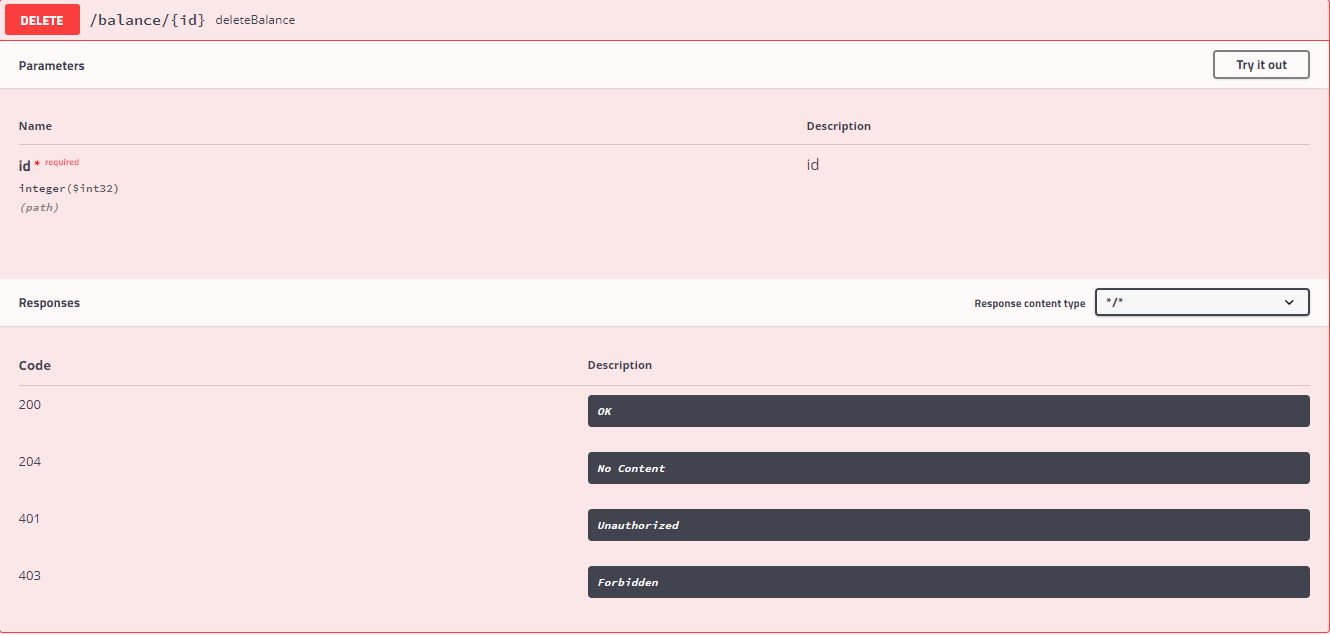 DELETE /balance/{id} deleteBalance
Parameters Try it out
Name Description
id * required id
integer($int32)
(path)
Responses Response content type */*
Code Description
200 OK
204 No Content
401 Unauthorized
403 Forbidden